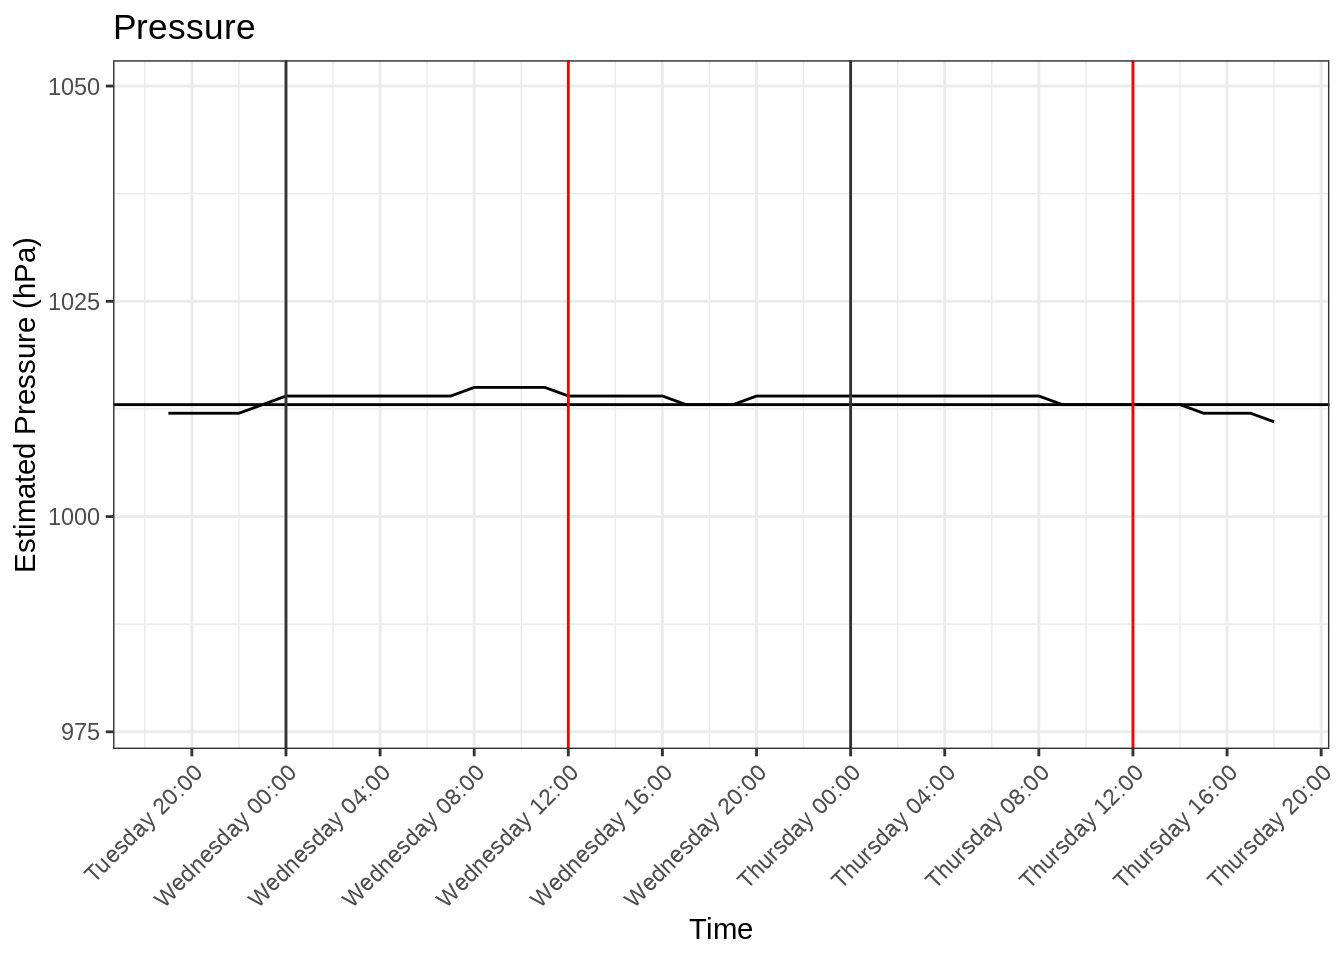 Pressure
Estimated Pressure (hPa)
1050
1025
1000
975
Tuesday 20:00
Wednesday 00:00
Wednesday 04:00
Wednesday 08:00
Wednesday 12:00
Wednesday 16:00
Wednesday 20:00
Thursday 00:00
Thursday 04:00
Thursday 08:00
Thursday 12:00
Thursday 16:00
Thursday 20:00
Time